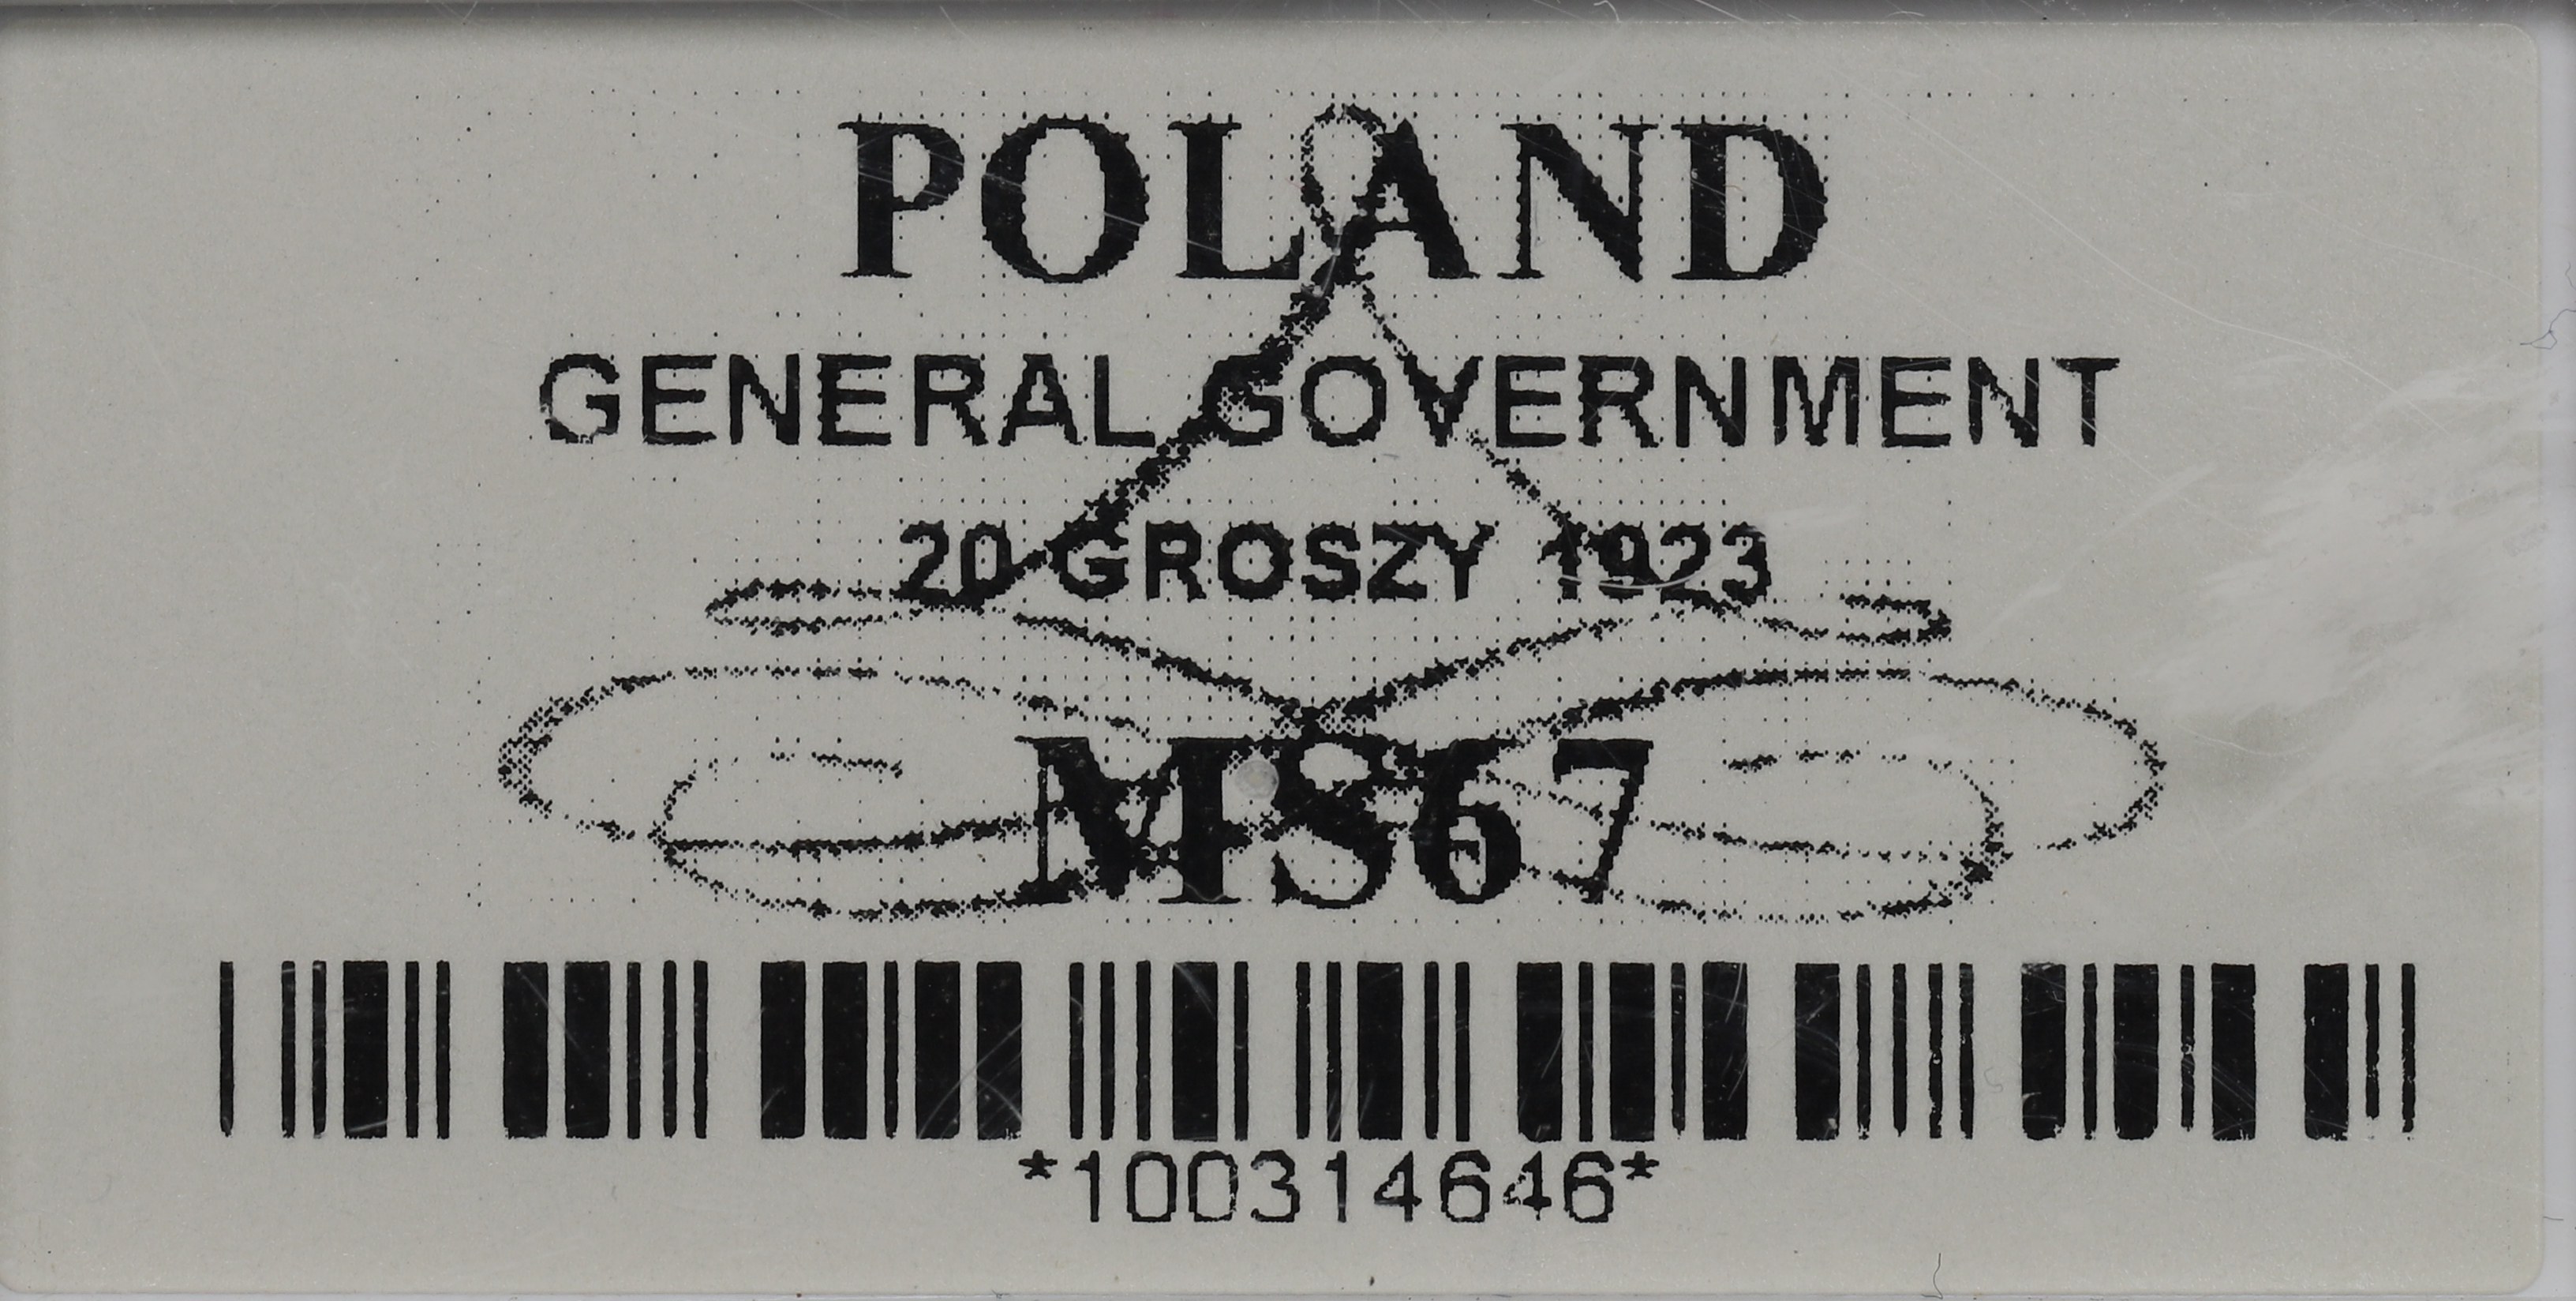 POLAND
GENERAL GOVERNMENT
20 GROSZY 1923
MS67
*100314646*